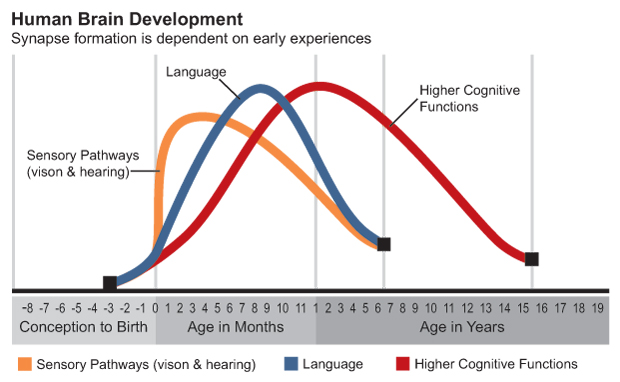 Human Brain Development
Synapse formation is dependent on early experiences
Language
Higher Cognitive
Functions
Sensory Pathways
(vison & hearing)
-8 -7 -6 -5 -4 -3 -2 -1 0 1 2 3 4 5 6 7 8 9 10 11 1 2 3 4 5 6 7 8 9 10 11 12 13 14 15 16 17 18 19
Conception to Birth Age in Months Age in Years
Sensory Pathways (vison & hearing) Language Higher Cognitive Functions